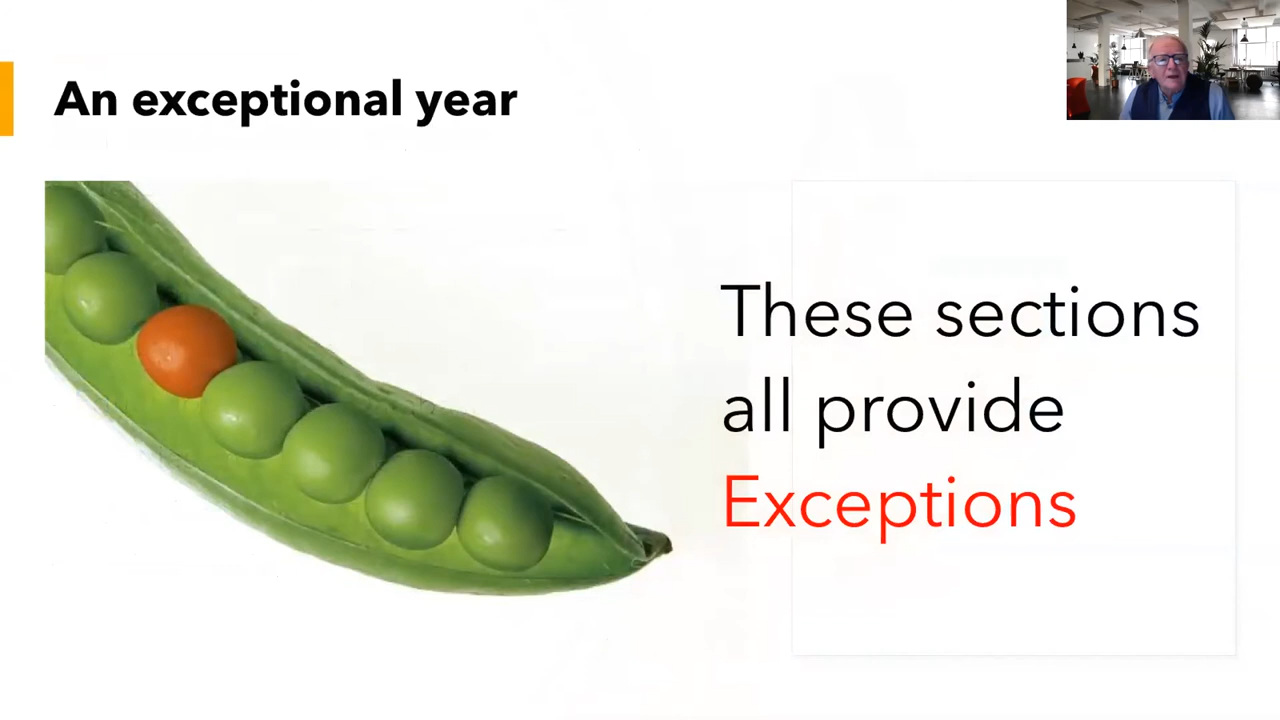 An exceptional year
These sections
all provide
Exceptions